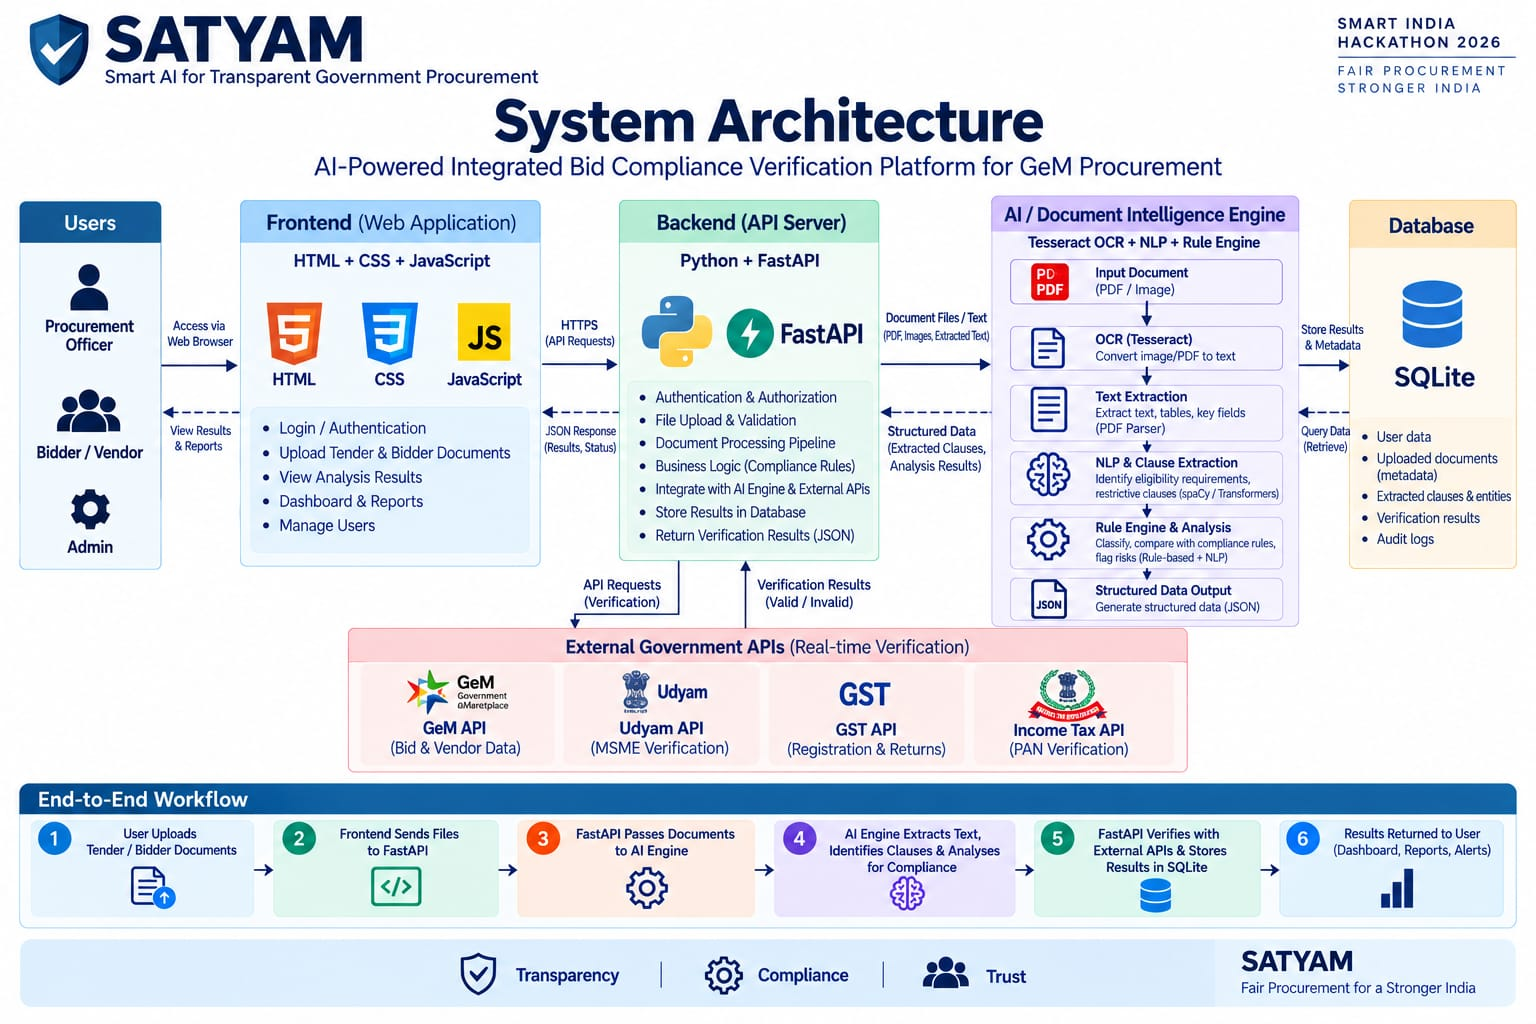 SATYAM
Smart AI for Transparent Government Procurement
SMART INDIA
HACKATHON 2026
FAIR PROCUREMENT
STRONGER INDIA
System Architecture
AI-Powered Integrated Bid Compliance Verification Platform for GeM Procurement
Users
Procurement
Officer
Bidder / Vendor
Admin
Access via
Web Browser
View Results
& Reports
Frontend (Web Application)
HTML + CSS + JavaScript
5
3
JS
HTML
CSS
JavaScript
• Login / Authentication
• Upload Tender & Bidder Documents
• View Analysis Results
• Dashboard & Reports
• Manage Users
HTTPS
(API Requests)
JSON Response
(Results, Status)
Backend (API Server)
Python + FastAPI
FastAPI
• Authentication & Authorization
• File Upload & Validation
• Document Processing Pipeline
• Business Logic (Compliance Rules)
• Integrate with AI Engine & External APIs
• Store Results in Database
• Return Verification Results (JSON)
Document Files / Text
(PDF, Images, Extracted Text)
Structured Data
(Extracted Clauses,
Analysis Results)
AI / Document Intelligence Engine
Tesseract OCR + NLP + Rule Engine
PD
PDF
Input Document
(PDF / Image)
OCR (Tesseract)
Convert image/PDF to text
Text Extraction
Extract text, tables, key fields
(PDF Parser)
NLP & Clause Extraction
Identify eligibility requirements,
restrictive clauses (spaCy / Transformers)
Rule Engine & Analysis
Classify, compare with compliance rules,
flag risks (Rule-based + NLP)
JSON
Structured Data Output
Generate structured data (JSON)
Store Results
& Metadata
Query Data
(Retrieve)
Database
SQLite
• User data
• Uploaded documents
(metadata)
• Extracted clauses & entities
• Verification results
• Audit logs
API Requests
(Verification)
Verification Results
(Valid / Invalid)
External Government APIs (Real-time Verification)
GeM
Government
eMaretplace
GeM API
(Bid & Vendor Data)
Udyam
Udyam API
(MSME Verification)
GST
GST API
(Registration & Returns)
Income Tax API
(PAN Verification)
End-to-End Workflow
1
User Uploads
Tender / Bidder Documents
2
Frontend Sends Files
to FastAPI
</>
3
FastAPI Passes Documents
to AI Engine
4
AI Engine Extracts Text,
Identifies Clauses & Analyses
for Compliance
5
FastAPI Verifies with
External APIs & Stores
Results in SQLite
6
Results Returned to User
(Dashboard, Reports, Alerts)
Transparency
Compliance
Trust
SATYAM
Fair Procurement for a Stronger India